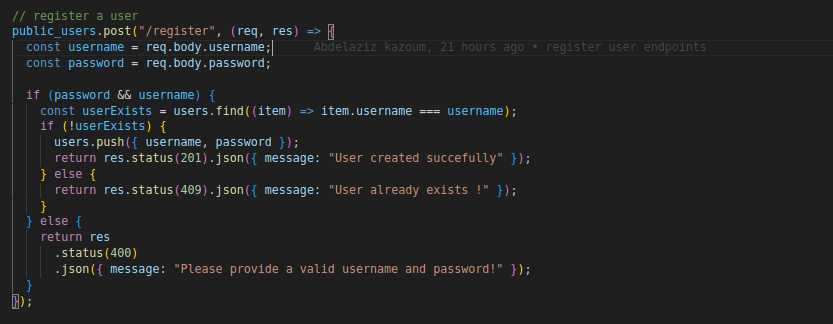 // register a user
public_users.post("/register", (req, res) => {
  const username = req.body.username;      Abdelaziz kazoum, 21 hours ago • register user endpoints
  const password = req.body.password;

  if (password && username) {
    const userExists = users.find((item) => item.username === username);
    if (!userExists) {
      users.push({ username, password });
      return res.status(201).json({ message: "User created succefully" });
    } else {
      return res.status(409).json({ message: "User already exists !" });
    }
  } else {
    return res
      .status(400)
      .json({ message: "Please provide a valid username and password!" });
  }
});